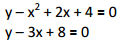 y – x² + 2x + 4 = 0
y – 3x + 8 = 0